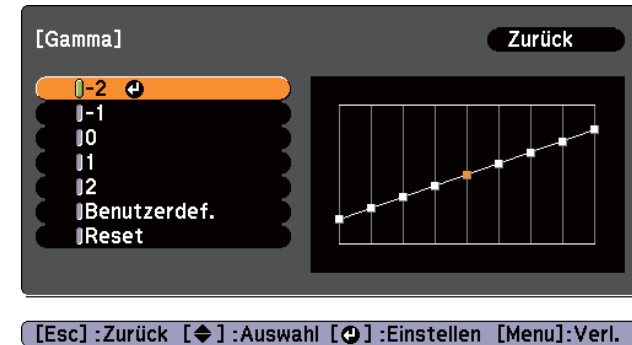 [Gamma]
Zurück
-2
-1
0
1
2
Benutzerdef.
Reset
[Esc] :Zurück [◆] :Auswahl [⏎] :Einstellen [Menu]:Verl.